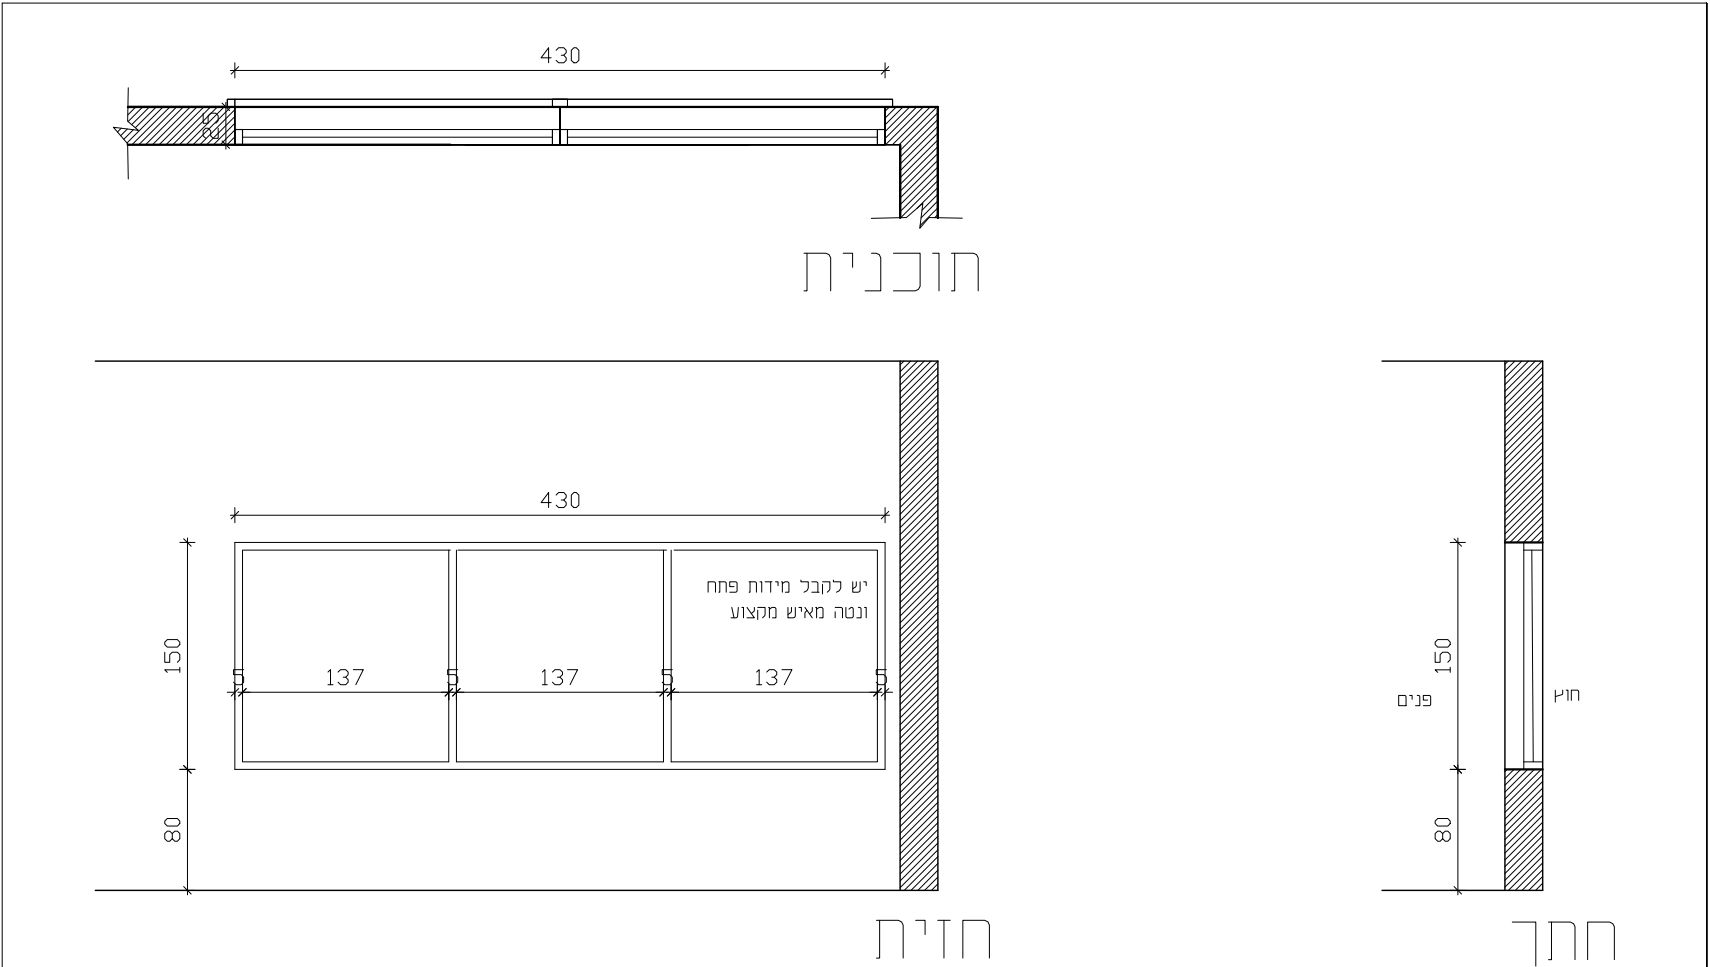 430
25
תוכנית
430
יש לקבל מידות פתח
ונטה מאיש מקצוע
150
5 137 5 137 5 137 5
80
חזית
150
פנים
חוץ
80
חתך